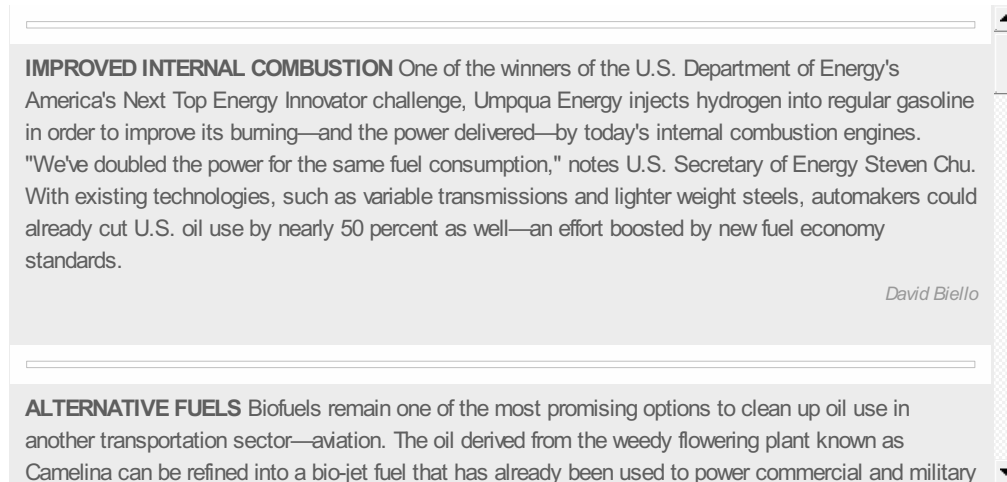 IMPROVED INTERNAL COMBUSTION One of the winners of the U.S. Department of Energy's
America's Next Top Energy Innovator challenge, Umpqua Energy injects hydrogen into regular gasoline
in order to improve its burning—and the power delivered—by today's internal combustion engines.
"We've doubled the power for the same fuel consumption," notes U.S. Secretary of Energy Steven Chu.
With existing technologies, such as variable transmissions and lighter weight steels, automakers could
already cut U.S. oil use by nearly 50 percent as well—an effort boosted by new fuel economy
standards.
David Biello
ALTERNATIVE FUELS Biofuels remain one of the most promising options to clean up oil use in
another transportation sector—aviation. The oil derived from the weedy flowering plant known as
Camelina can be refined into a bio-jet fuel that has already been used to power commercial and military